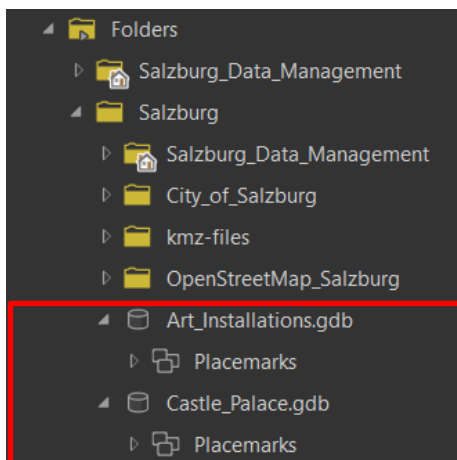 Folders
Salzburg_Data_Management
Salzburg
Salzburg_Data_Management
City_of_Salzburg
kmz-files
OpenStreetMap_Salzburg
Art_Installations.gdb
Placemarks
Castle_Palace.gdb
Placemarks